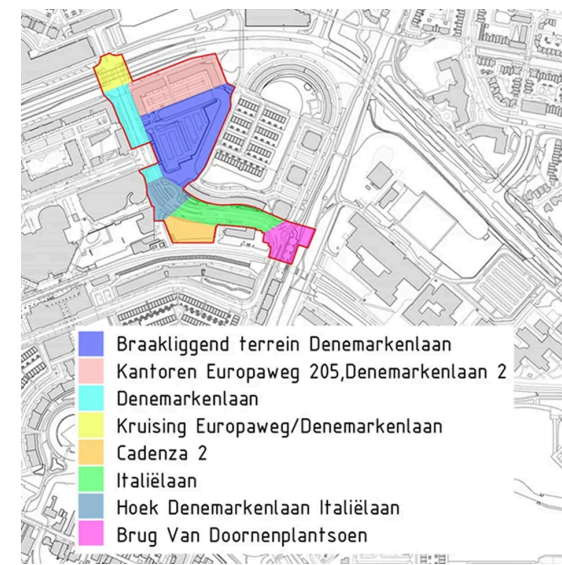 Braakliggend terrein Denemarkenlaan
Kantoren Europaweg 205,Denemarkenlaan 2
Denemarkenlaan
Kruising Europaweg/Denemarkenlaan
Cadenza 2
Italiëlaan
Hoek Denemarkenlaan Italiëlaan
Brug Van Doornenplantsoen